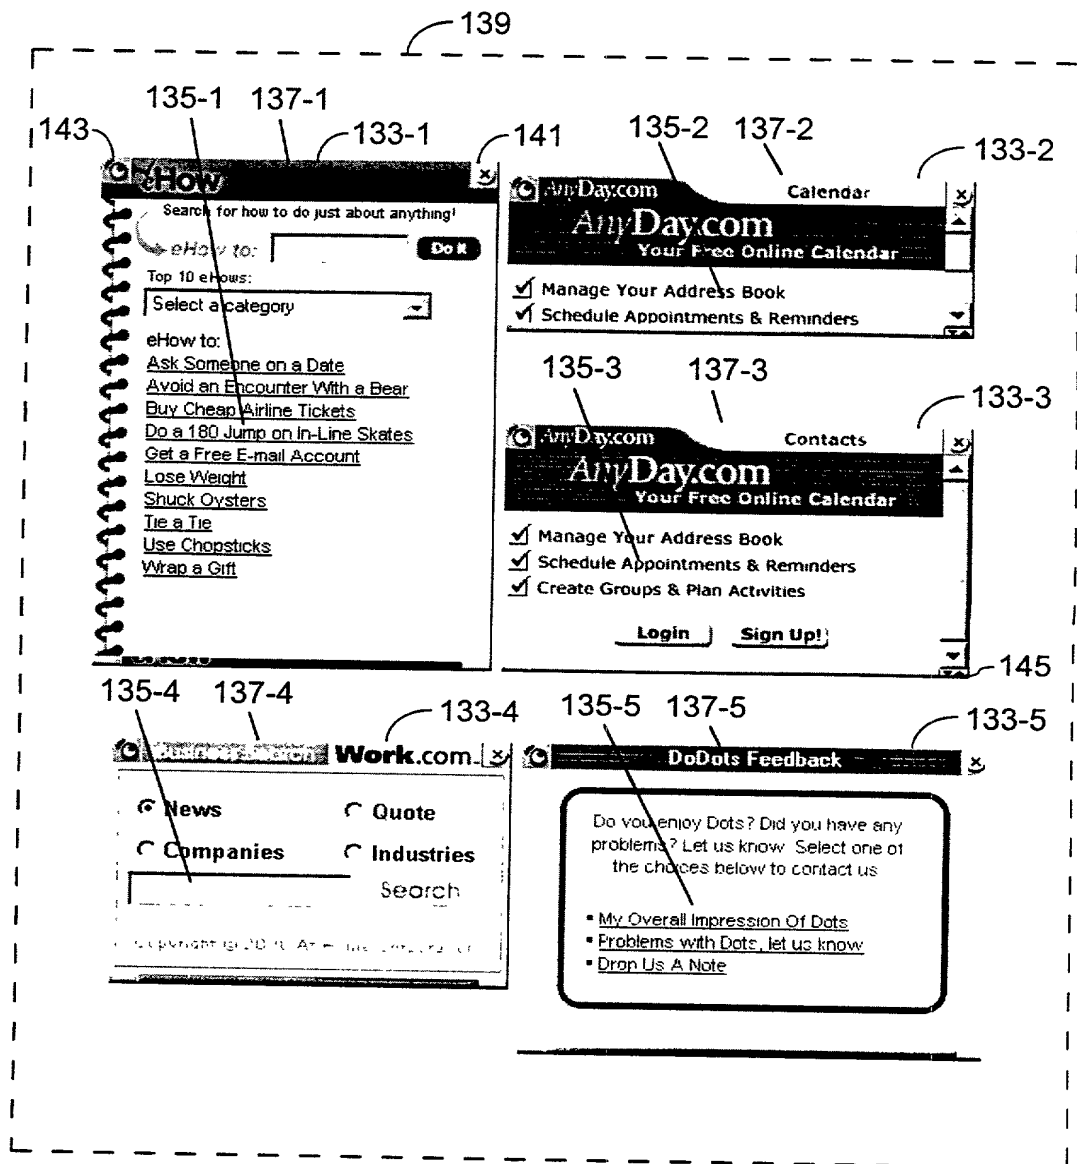 139
135-1 137-1
143 133-1 141
eHow
Search for how to do just about anything!
eHow to: Do it
Top 10 eHows:
Select a category
eHow to:
Ask Someone on a Date
Avoid an Encounter With a Bear
Buy Cheap Airline Tickets
Do a 180 Jump on In-Line Skates
Get a Free E-mail Account
Lose Weight
Shuck Oysters
Tie a Tie
Use Chopsticks
Wrap a Gift
135-2 137-2
133-2
AnyDay.com Calendar
AnyDay.com
Your Free Online Calendar
Manage Your Address Book
Schedule Appointments & Reminders
135-3 137-3
133-3
AnyDay.com Contacts
AnyDay.com
Your Free Online Calendar
Manage Your Address Book
Schedule Appointments & Reminders
Create Groups & Plan Activities
Login Sign Up!
145
135-4 137-4 133-4
Business Search Work.com
News Quote
Companies Industries
Search
Copyright ©
135-5 137-5 133-5
DoDots Feedback
Do you enjoy Dots? Did you have any
problems? Let us know. Select one of
the choices below to contact us
My Overall Impression Of Dots
Problems with Dots, let us know
Drop Us A Note